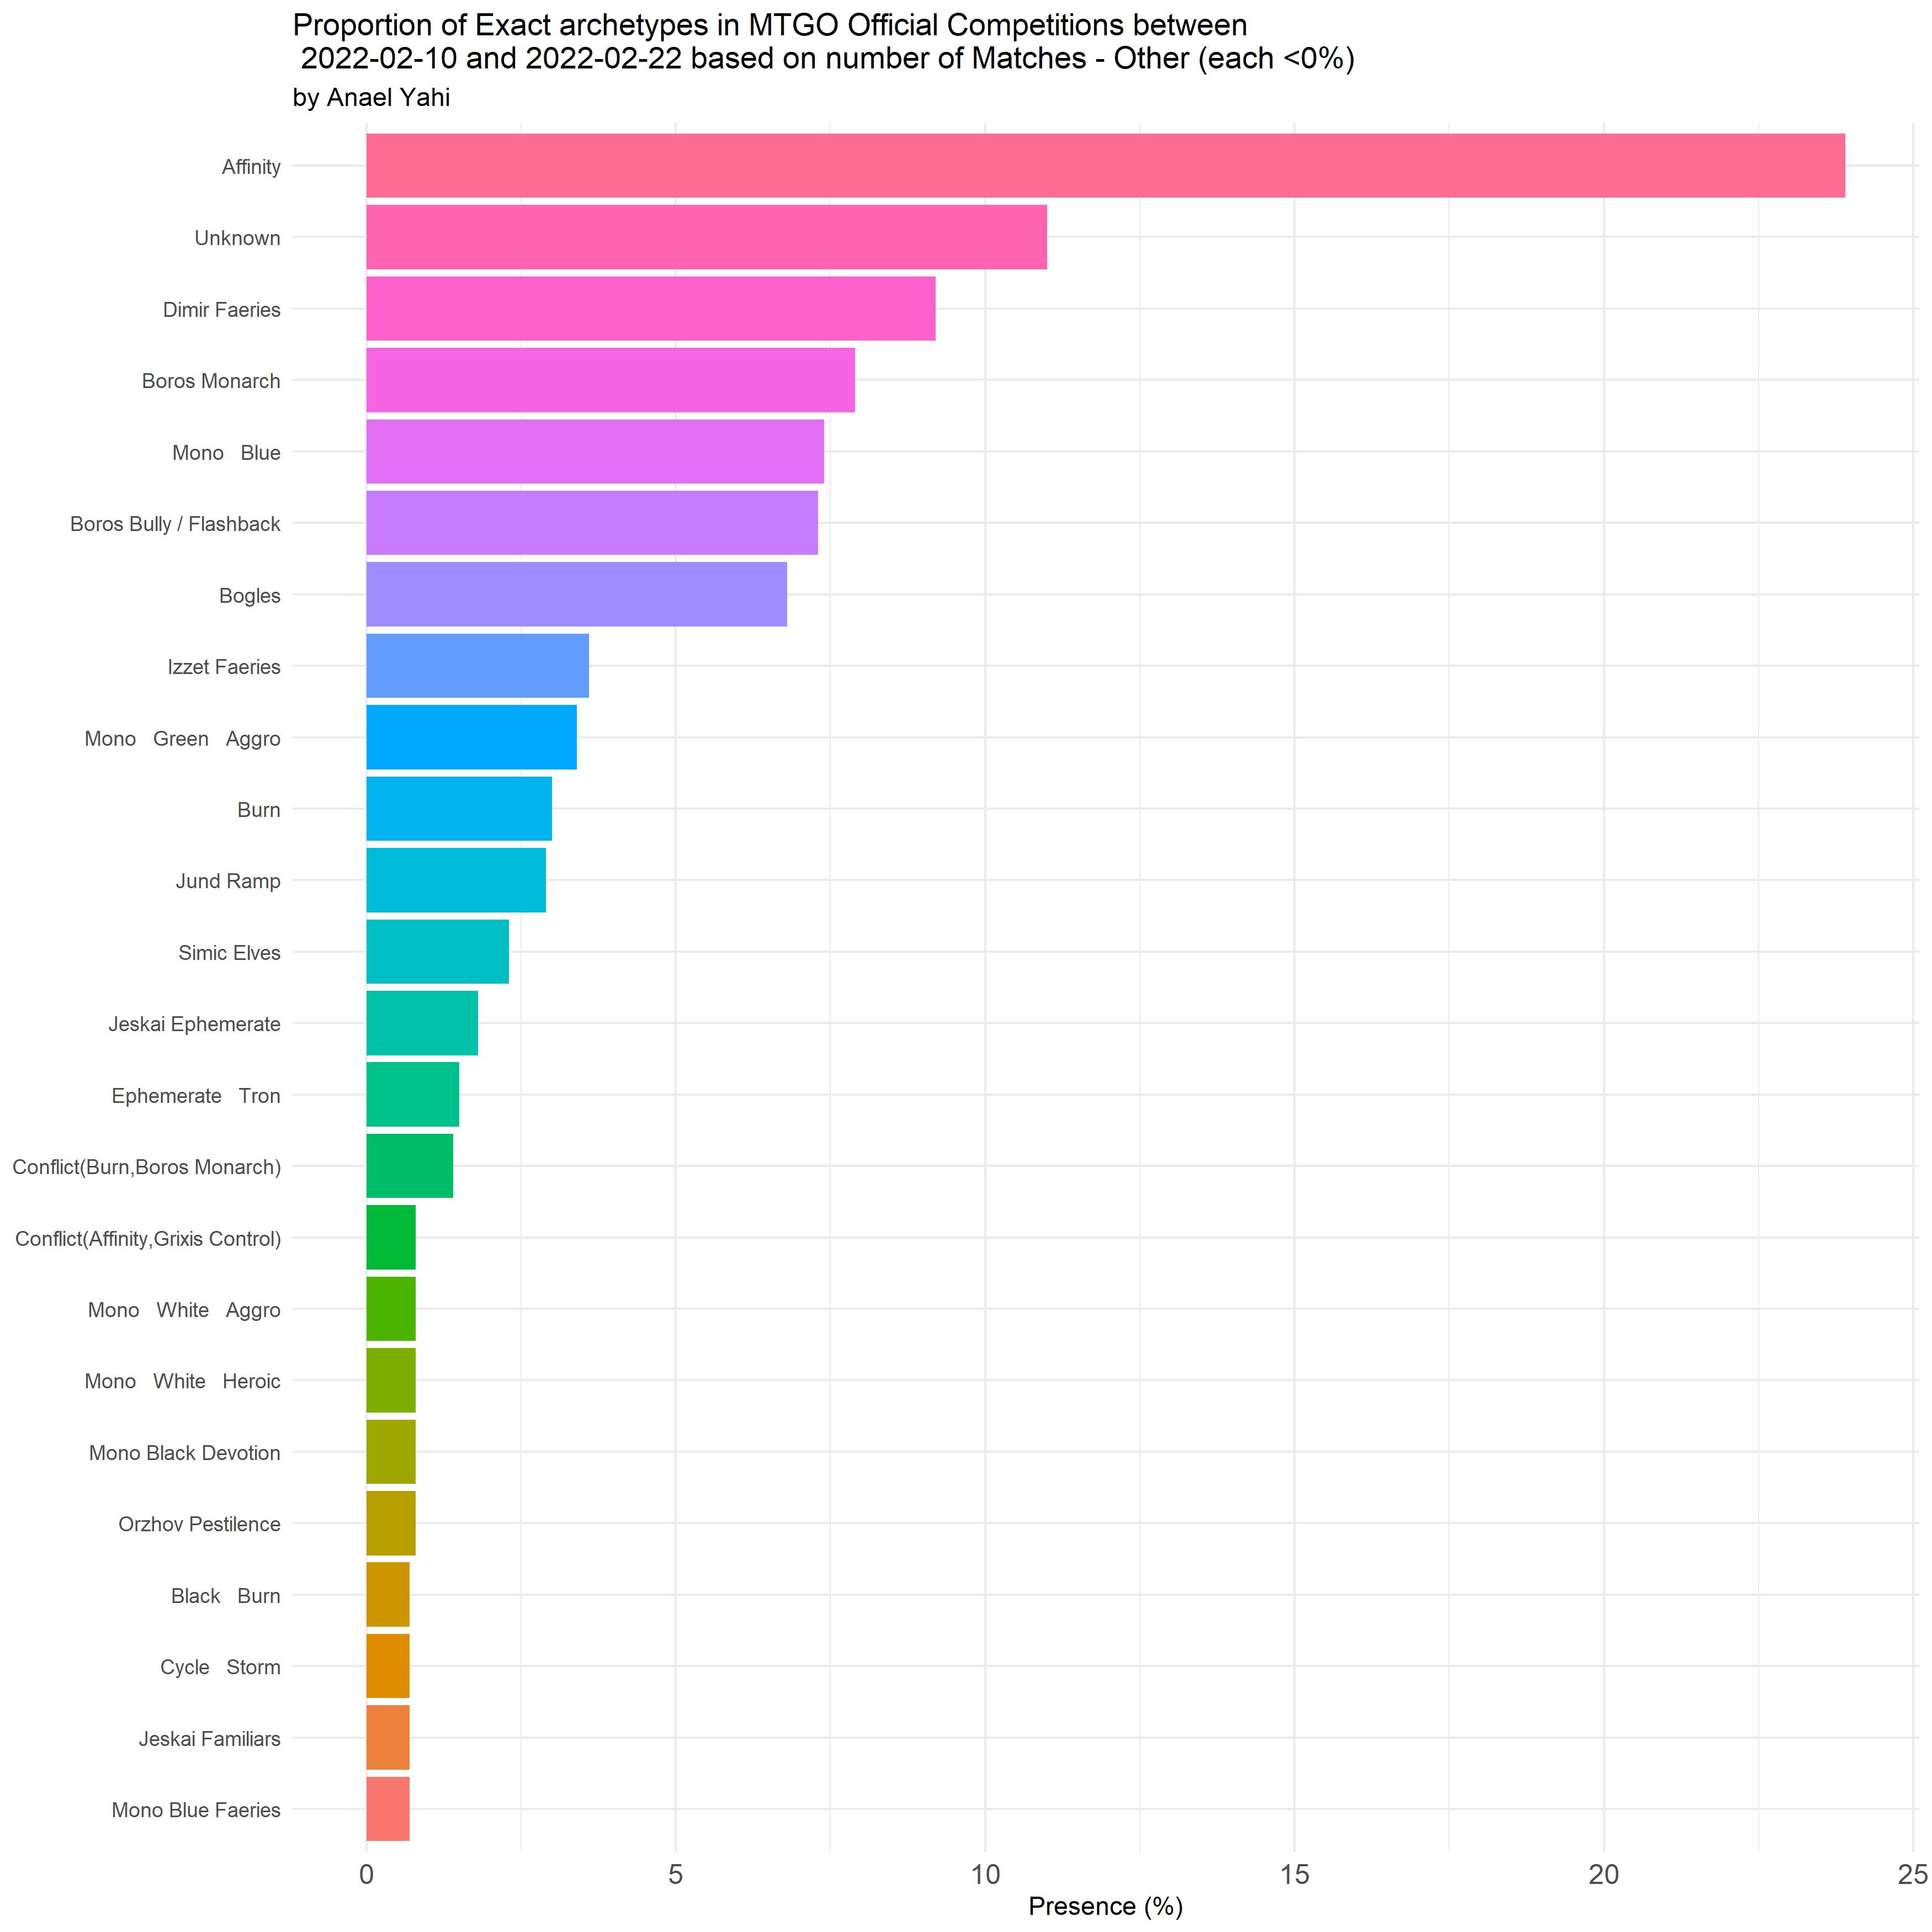 Proportion of Exact archetypes in MTGO Official Competitions between
2022-02-10 and 2022-02-22 based on number of Matches - Other (each <0%)
by Anael Yahi
Affinity
Unknown
Dimir Faeries
Boros Monarch
Mono   Blue
Boros Bully / Flashback
Bogles
Izzet Faeries
Mono   Green   Aggro
Burn
Jund Ramp
Simic Elves
Jeskai Ephemerate
Ephemerate   Tron
Conflict(Burn,Boros Monarch)
Conflict(Affinity,Grixis Control)
Mono   White   Aggro
Mono   White   Heroic
Mono Black Devotion
Orzhov Pestilence
Black   Burn
Cycle   Storm
Jeskai Familiars
Mono Blue Faeries
0 5 10 15 20 25
Presence (%)